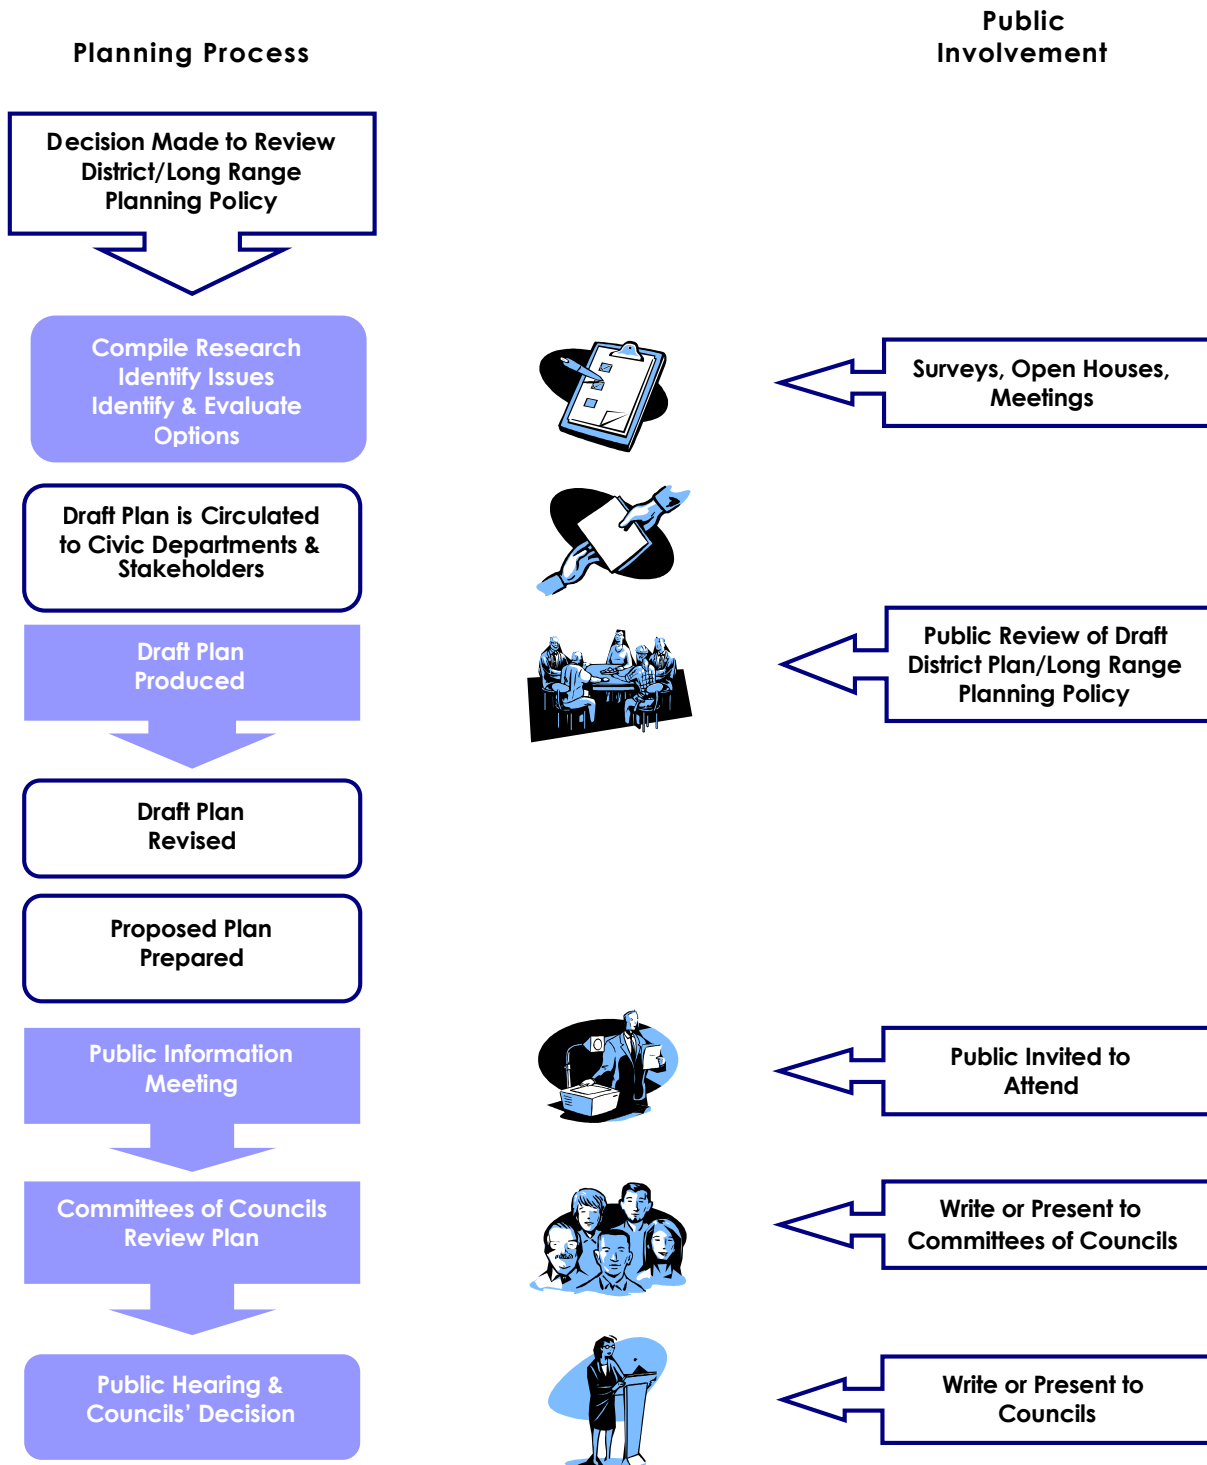 Planning Process
Public
Involvement
Decision Made to Review
District/Long Range
Planning Policy
Compile Research
Identify Issues
Identify & Evaluate
Options
Surveys, Open Houses,
Meetings
Draft Plan is Circulated
to Civic Departments &
Stakeholders
Draft Plan
Produced
Public Review of Draft
District Plan/Long Range
Planning Policy
Draft Plan
Revised
Proposed Plan
Prepared
Public Information
Meeting
Public Invited to
Attend
Committees of Councils
Review Plan
Write or Present to
Committees of Councils
Public Hearing &
Councils’ Decision
Write or Present to
Councils